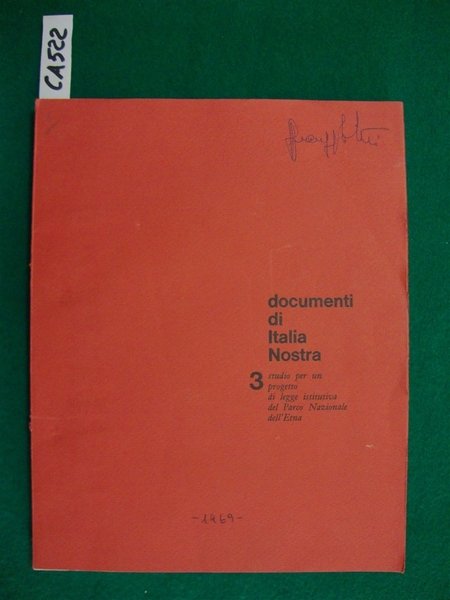 CA522
documenti
di
Italia
Nostra
3 studio per un
progetto
di legge istitutiva
del Parco Nazionale
dell'Etna
-1969-